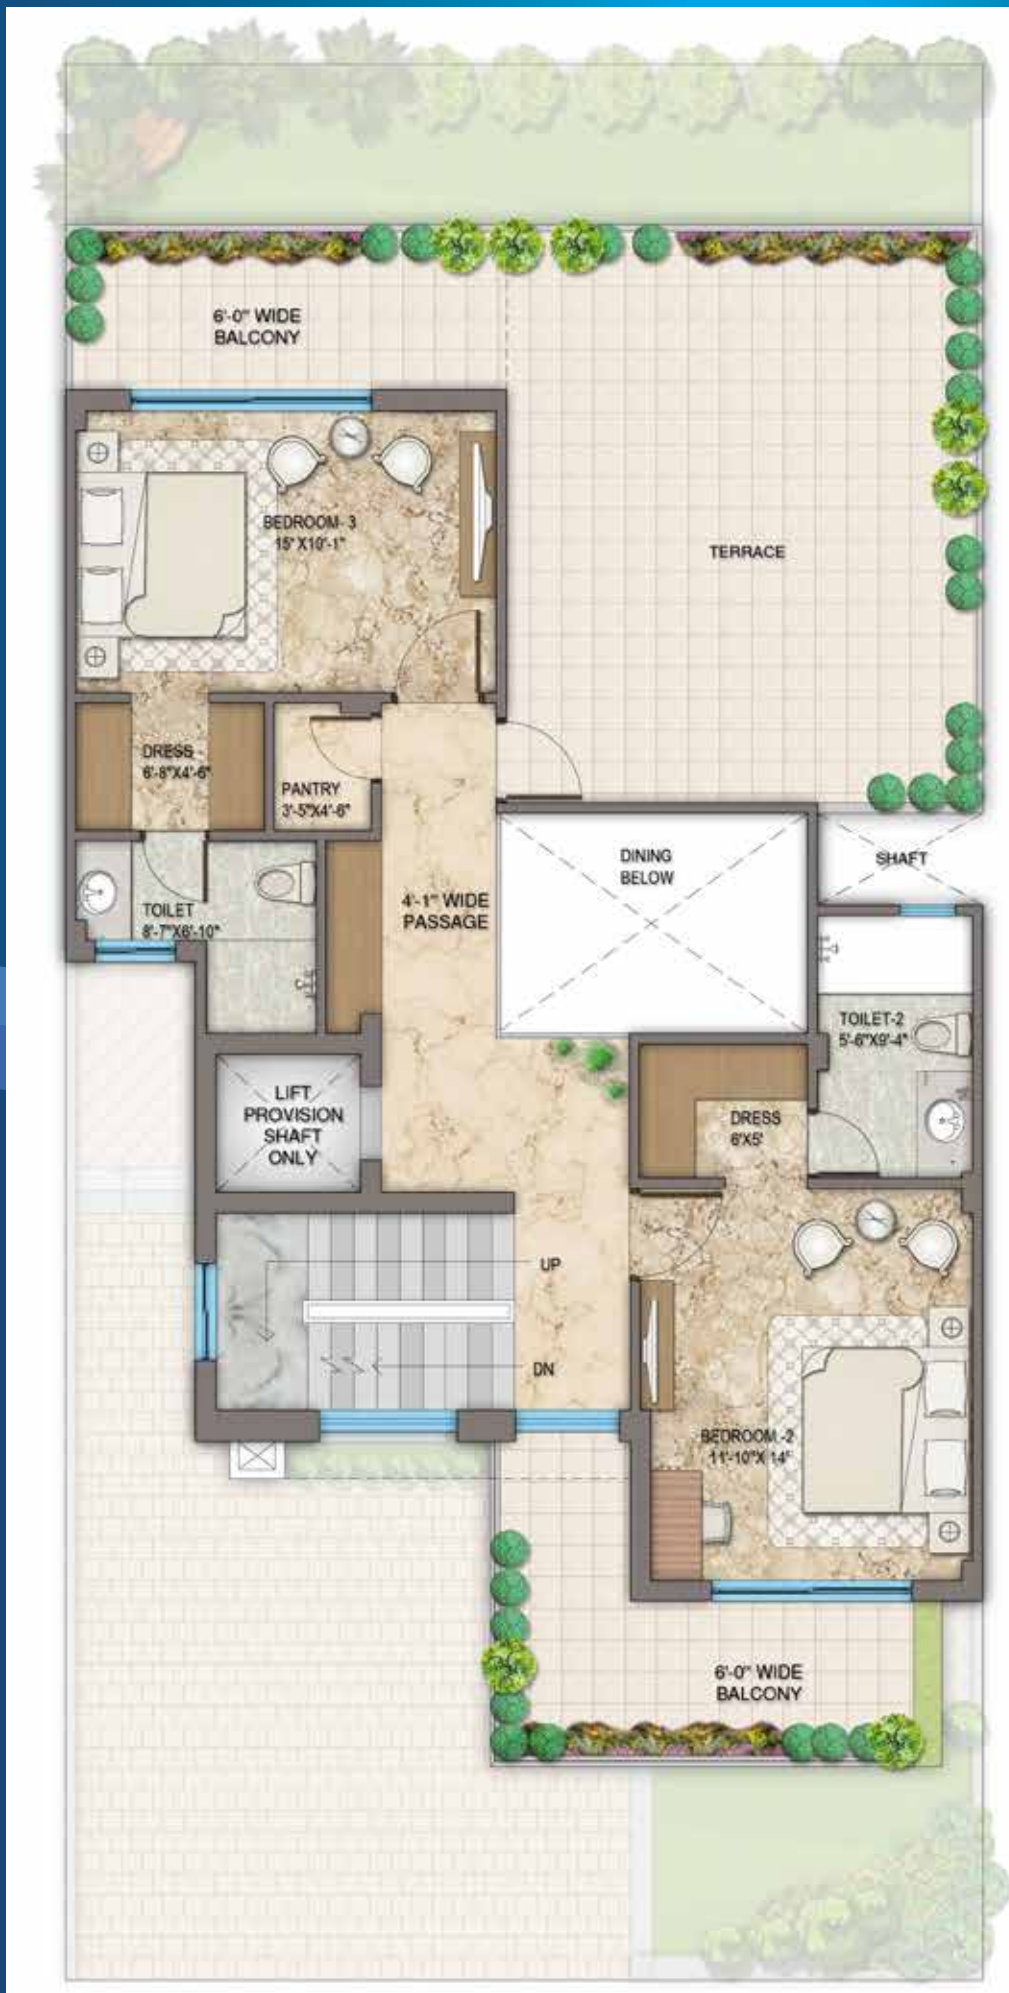 6'-0" WIDE
BALCONY
BEDROOM- 3
15' X10'-1"
TERRACE
DRESS
6'-8"X4'-6"
PANTRY
3'-5"X4'-6"
DINING
BELOW
SHAFT
4'-1" WIDE
PASSAGE
TOILET
8'-7"X6'-10"
TOILET-2
5'-6"X9'-4"
LIFT
PROVISION
SHAFT
ONLY
DRESS
6'X5'
UP
DN
BEDROOM -2
11'-10"X 14'
6'-0" WIDE
BALCONY